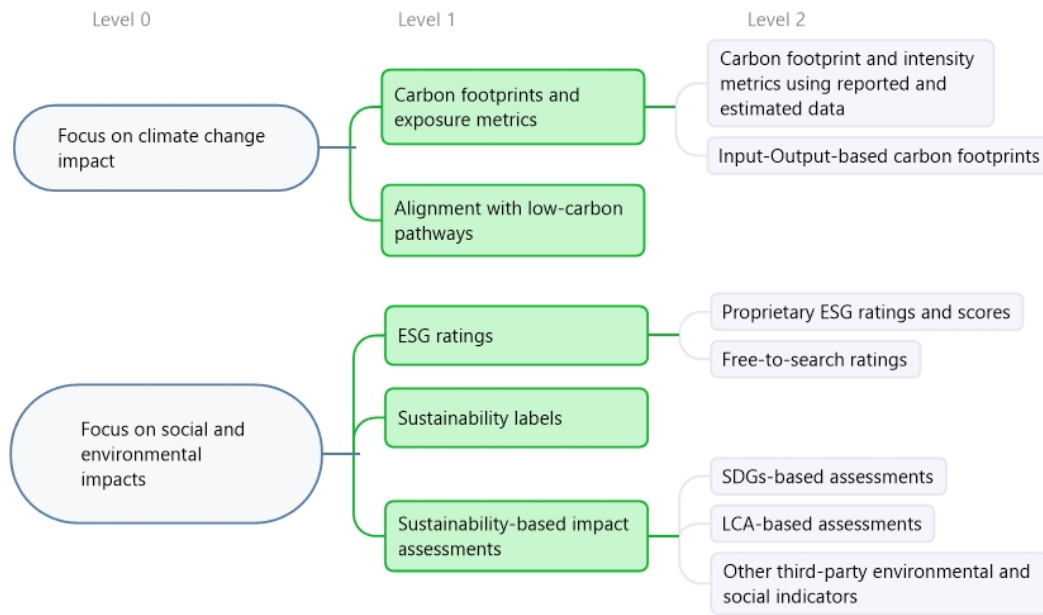 Level 0
Level 1
Level 2
Focus on climate change
impact
Carbon footprints and
exposure metrics
Carbon footprint and intensity
metrics using reported and
estimated data
Input-Output-based carbon footprints
Alignment with low-carbon
pathways
Focus on social and
environmental
impacts
ESG ratings
Proprietary ESG ratings and scores
Free-to-search ratings
Sustainability labels
Sustainability-based impact
assessments
SDGs-based assessments
LCA-based assessments
Other third-party environmental and
social indicators